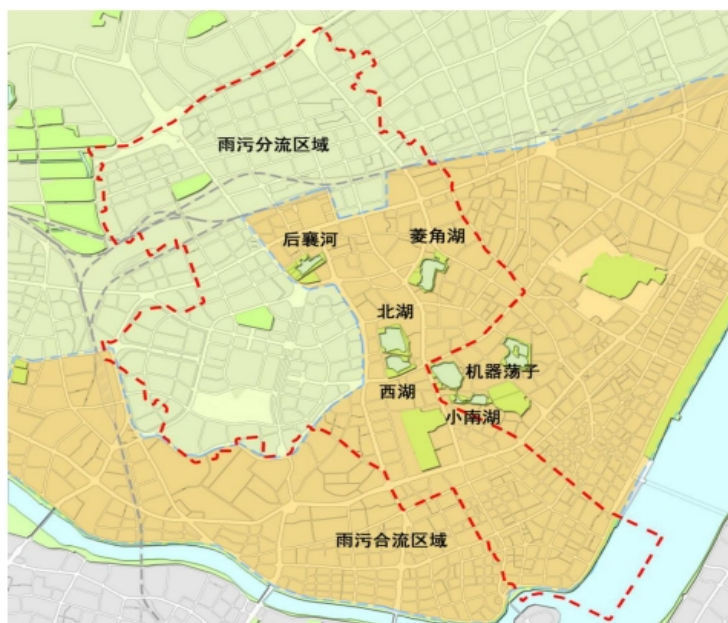 雨污分流区域
后襄河
菱角湖
北湖
机器荡子
西湖
小南湖
雨污合流区域